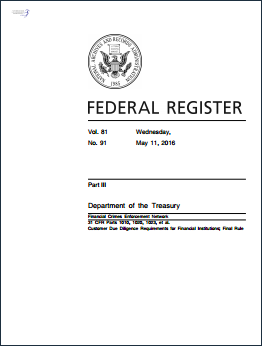 GPO
NATIONAL ARCHIVES AND RECORDS ADMINISTRATION
1985
FEDERAL REGISTER
Vol. 81 Wednesday,
No. 91 May 11, 2016
Part III
Department of the Treasury
Financial Crimes Enforcement Network
31 CFR Parts 1010, 1020, 1023, et al.
Customer Due Diligence Requirements for Financial Institutions; Final Rule